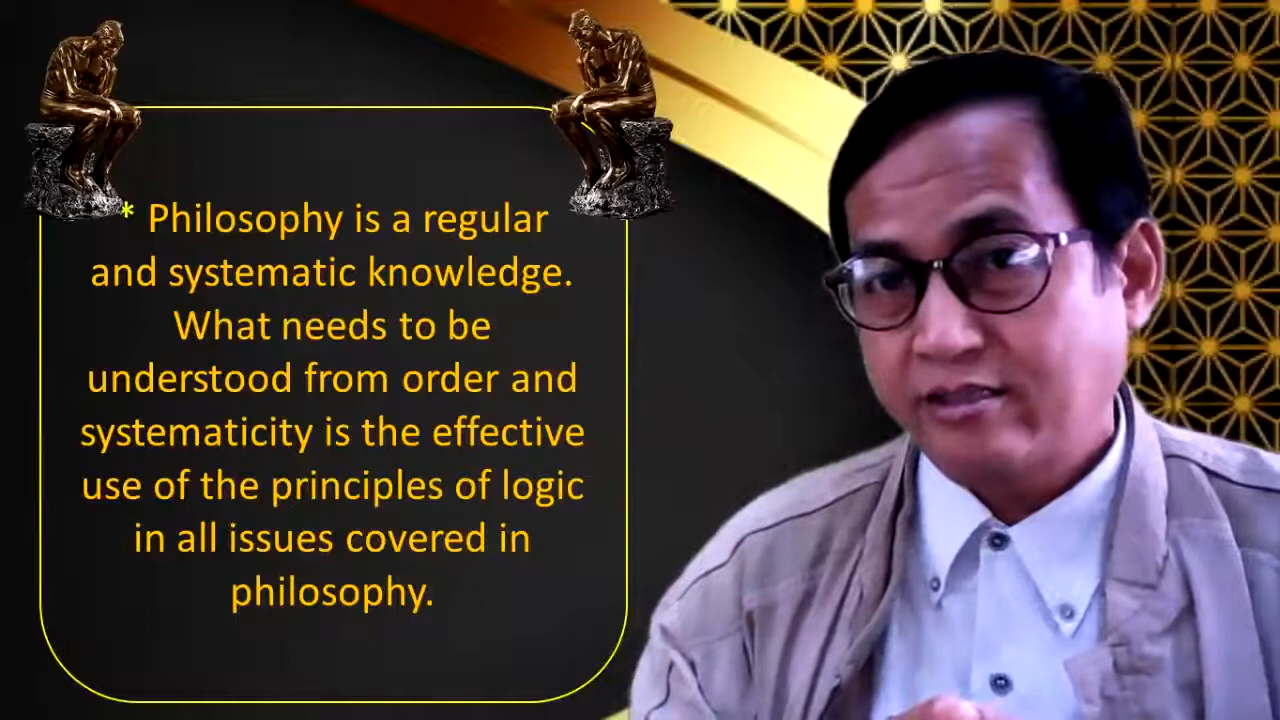 * Philosophy is a regular
and systematic knowledge.
What needs to be
understood from order and
systematicity is the effective
use of the principles of logic
in all issues covered in
philosophy.